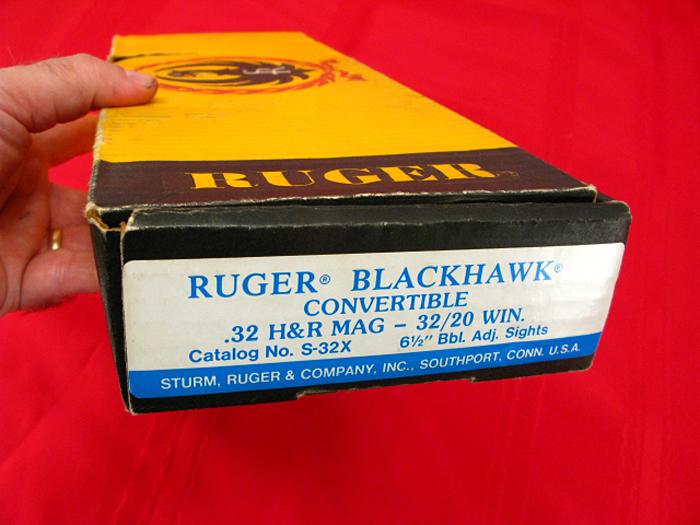 RUGER
RUGER® BLACKHAWK®
CONVERTIBLE
.32 H&R MAG – 32/20 WIN.
Catalog No. S-32X 6½" Bbl. Adj. Sights
STURM, RUGER & COMPANY, INC., SOUTHPORT, CONN. U.S.A.